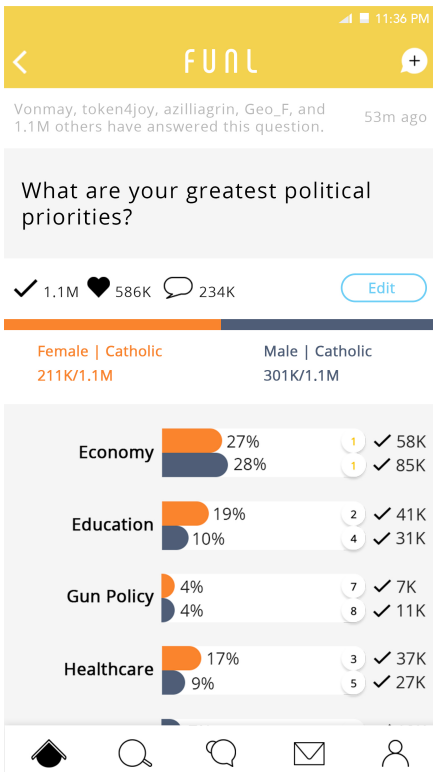 11:36 PM
FUNL
Vonmay, token4joy, azilliagrin, Geo_F, and
1.1M others have answered this question.
53m ago
What are your greatest political
priorities?
1.1M 586K 234K Edit
Female | Catholic
211K/1.1M
Male | Catholic
301K/1.1M
Economy
27% 1 58K
28% 1 85K
Education
19% 2 41K
10% 4 31K
Gun Policy
4% 7 7K
4% 8 11K
Healthcare
17% 3 37K
9% 5 27K